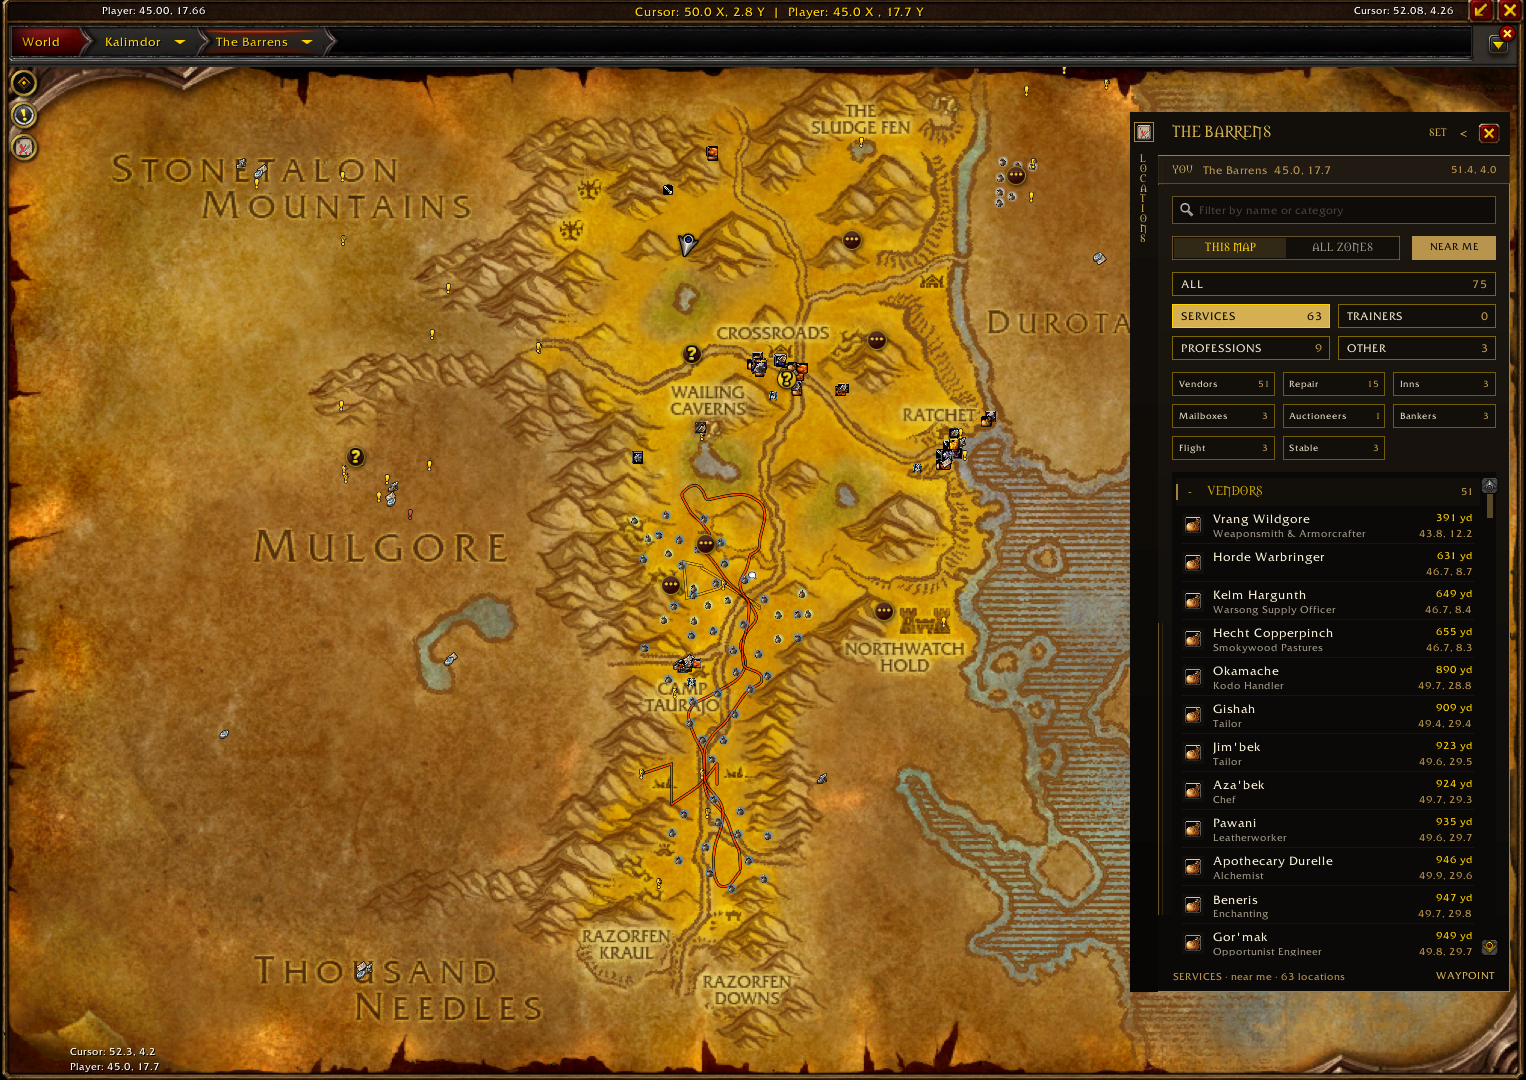 Player: 45.00, 17.66
Cursor: 50.0 X, 2.8 Y | Player: 45.0 X , 17.7 Y
Cursor: 52.08, 4.26
World
Kalimdor
The Barrens
STONETALON
MOUNTAINS
THE
SLUDGE FEN
CROSSROADS
DUROTA
WAILING
CAVERNS
RATCHET
MULGORE
NORTHWATCH
HOLD
CAMP
TAURAJO
RAZORFEN
KRAUL
RAZORFEN
DOWNS
THOUSAND
NEEDLES
Cursor: 52.3, 4.2
Player: 45.0, 17.7
LOCATIONS
THE BARRENS
SET
<
YOU The Barrens 45.0, 17.7
51.4, 4.0
Filter by name or category
THIS MAP
ALL ZONES
NEAR ME
ALL 75
SERVICES 63
TRAINERS 0
PROFESSIONS 9
OTHER 3
Vendors 51
Repair 15
Inns 3
Mailboxes 3
Auctioneers 1
Bankers 3
Flight 3
Stable 3
- VENDORS 51
Vrang Wildgore 391 yd
Weaponsmith & Armorcrafter 43.8, 12.2
Horde Warbringer 631 yd
46.7, 8.7
Kelm Hargunth 649 yd
Warsong Supply Officer 46.7, 8.4
Hecht Copperpinch 655 yd
Smokywood Pastures 46.7, 8.3
Okamache 890 yd
Kodo Handler 49.7, 28.8
Gishah 909 yd
Tailor 49.4, 29.4
Jim'bek 923 yd
Tailor 49.6, 29.5
Aza'bek 924 yd
Chef 49.7, 29.3
Pawani 935 yd
Leatherworker 49.6, 29.7
Apothecary Durelle 946 yd
Alchemist 49.9, 29.6
Beneris 947 yd
Enchanting 49.7, 29.8
Gor'mak 949 yd
Opportunist Engineer 49.8, 29.7
SERVICES · near me · 63 locations
WAYPOINT